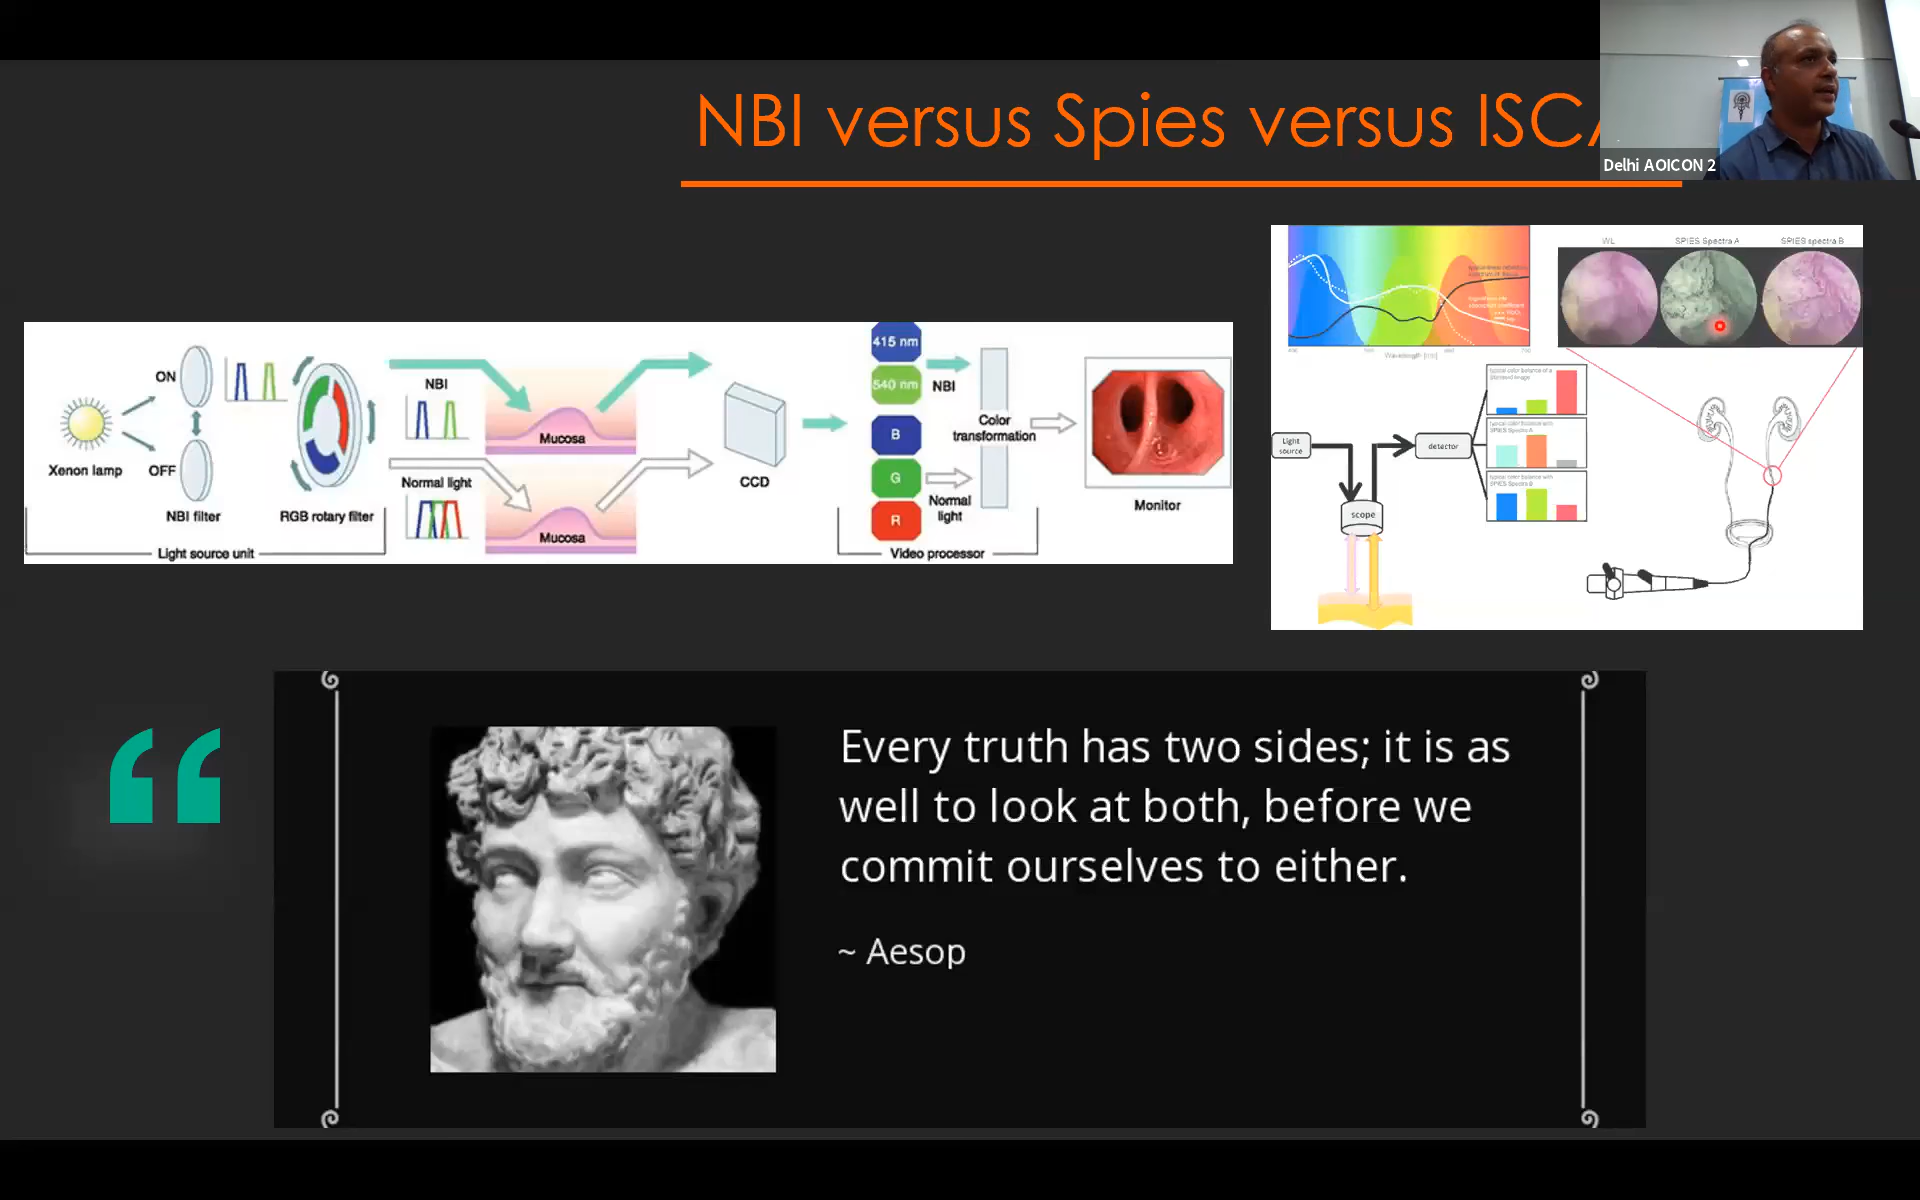 NBI versus Spies versus ISCA
Delhi AOICON 2
Xenon lamp
ON
OFF
NBI filter
RGB rotary filter
Light source unit
NBI
Normal light
Mucosa
Mucosa
CCD
415 nm
540 nm
B
G
R
NBI
Normal
light
Video processor
Color
transformation
Monitor
WL
SPIES Spectra A
SPIES spectra B
Wavelength [nm]
Light
source
scope
detector
Every truth has two sides; it is as
well to look at both, before we
commit ourselves to either.
~ Aesop